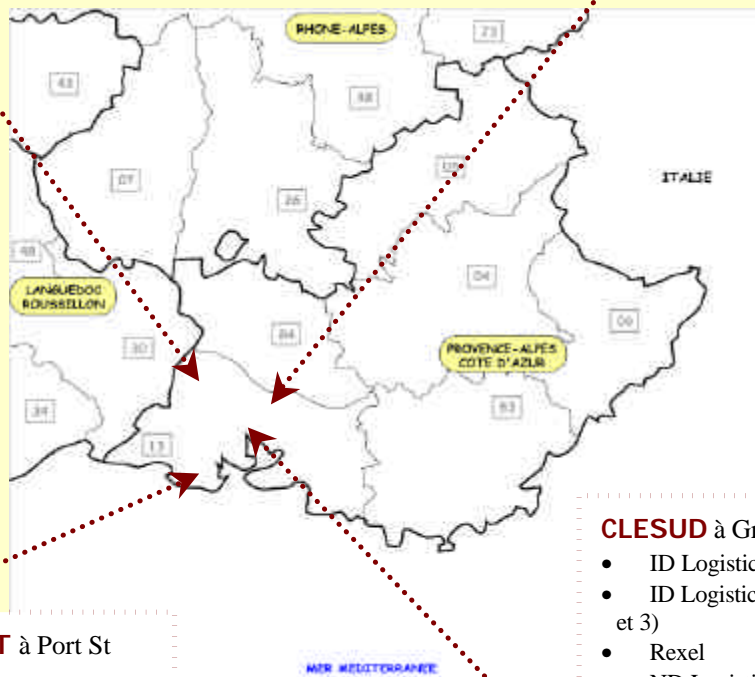 RHONE-ALPES
73
43
38
05
07
ITALIE
26
48
04
LANGUEDOC
ROUSSILLON
06
84
30
PROVENCE-ALPES
COTE D'AZUR
34
83
13
CLESUD à Gr
• ID Logistic
• ID Logistic
et 3)
• Rexel
T à Port St
MER MEDITERRANEE